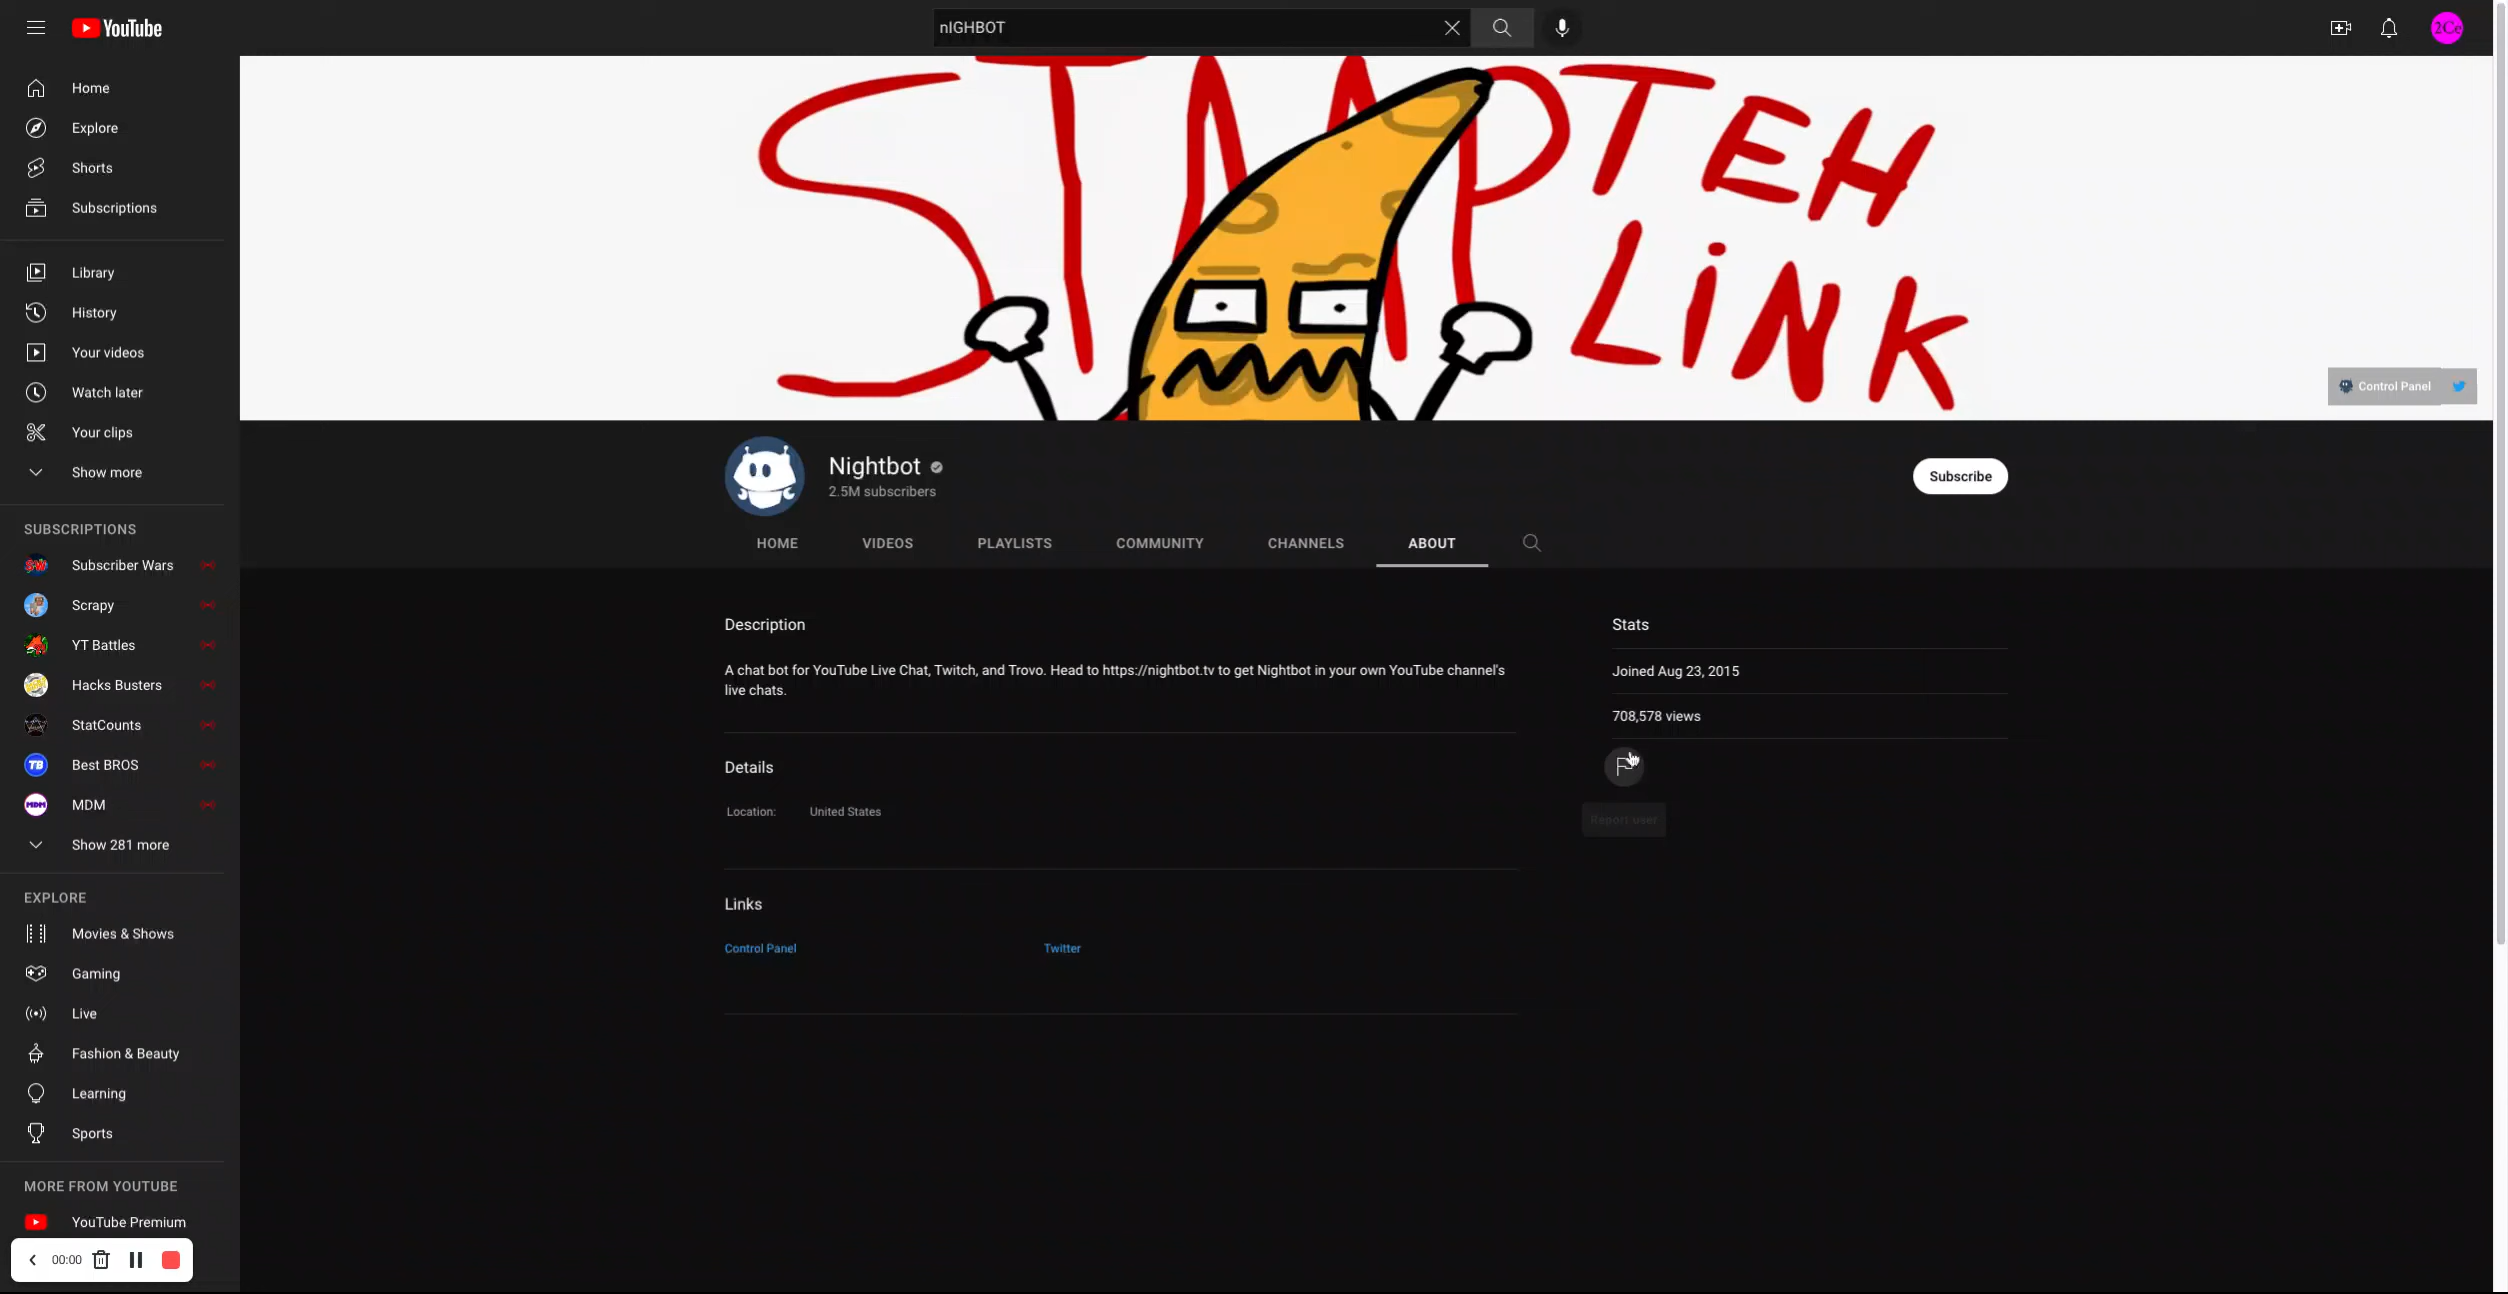 YouTube
nIGHBOT
2Ce
Home
Explore
Shorts
Subscriptions
Library
History
Your videos
Watch later
Your clips
Show more
SUBSCRIPTIONS
Subscriber Wars
Scrapy
YT Battles
Hacks Busters
StatCounts
Best BROS
MDM
Show 281 more
EXPLORE
Movies & Shows
Gaming
Live
Fashion & Beauty
Learning
Sports
MORE FROM YOUTUBE
YouTube Premium
00:00
STMP TEH
LiNK
Control Panel
Nightbot
2.5M subscribers
Subscribe
HOME VIDEOS PLAYLISTS COMMUNITY CHANNELS ABOUT
Description
A chat bot for YouTube Live Chat, Twitch, and Trovo. Head to https://nightbot.tv to get Nightbot in your own YouTube channel's
live chats.
Details
Location: United States
Links
Control Panel Twitter
Stats
Joined Aug 23, 2015
708,578 views
Report user